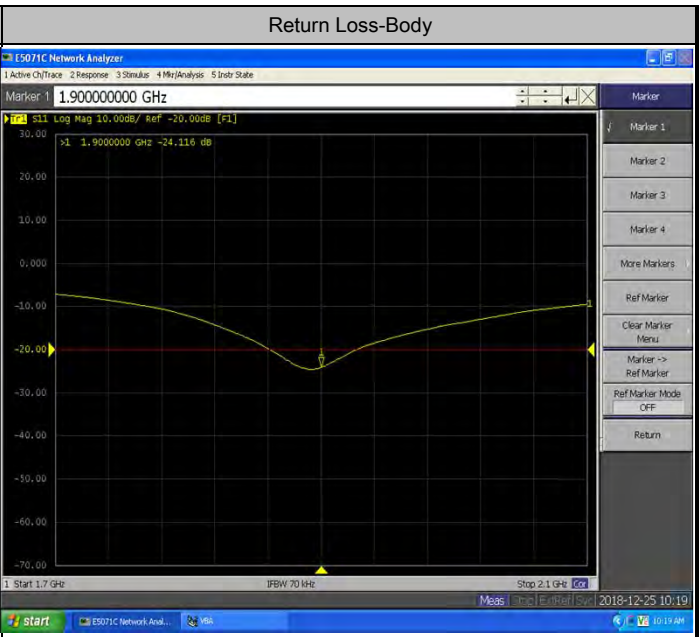 Return Loss-Body
E5071C Network Analyzer
1 Active Ch/Trace 2 Response 3 Stimulus 4 Mkr/Analysis 5 Instr State
Marker 1 1.900000000 GHz
Marker
Tr1 S11 Log Mag 10.00dB/ Ref -20.00dB [F1]
>1 1.9000000 GHz -24.116 dB
30.00
20.00
10.00
0.000
-10.00
-20.00
-30.00
-40.00
-50.00
-60.00
-70.00
1
1
√ Marker 1
Marker 2
Marker 3
Marker 4
More Markers
Ref Marker
Clear Marker
Menu
Marker ->
Ref Marker
Ref Marker Mode
OFF
Return
1 Start 1.7 GHz
IFBW 70 kHz
Stop 2.1 GHz Cor
Meas Stop ExtRef Svc 2018-12-25 10:19
start
E5071C Network Anal...
VBA
10:19 AM